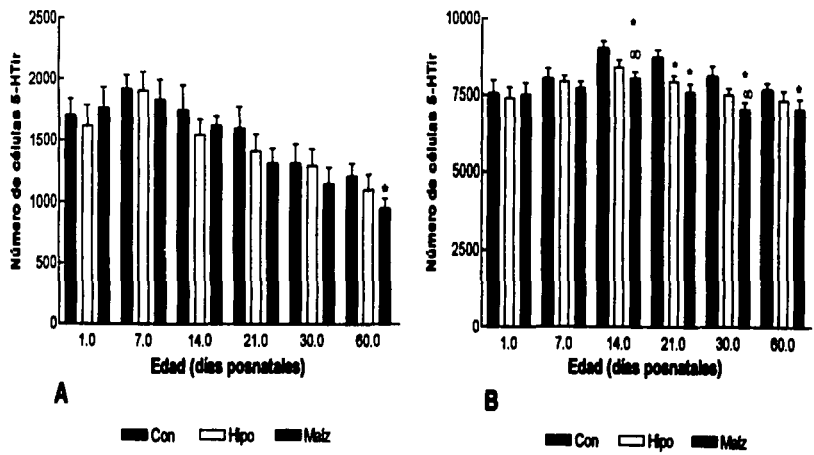 Número de células 5-HTir
2500
2000
1500
1000
500
0
*
1.0 7.0 14.0 21.0 30.0 60.0
Edad (días posnatales)
A
Con Hipo Maíz
Número de células 5-HTir
10000
7500
5000
2500
0
* ∞ * * * ∞ *
1.0 7.0 14.0 21.0 30.0 60.0
Edad (días posnatales)
B
Con Hipo Maíz